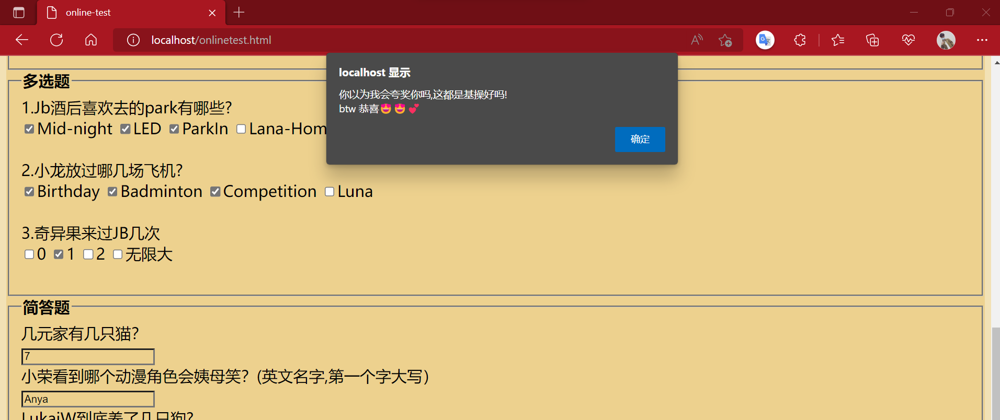 online-test
localhost/onlinetest.html
localhost 显示
你以为我会夸奖你吗,这都是基操好吗!
btw 恭喜😍😍💕
确定
多选题
1.Jb酒后喜欢去的park有哪些?
Mid-night LED ParkIn Lana-Hom
2.小龙放过哪几场飞机?
Birthday Badminton Competition Luna
3.奇异果来过JB几次
0 1 2 无限大
简答题
几元家有几只猫？
7
小荣看到哪个动漫角色会姨母笑？(英文名字,第一个字大写）
Anya
LukaiW到底养了几只狗?